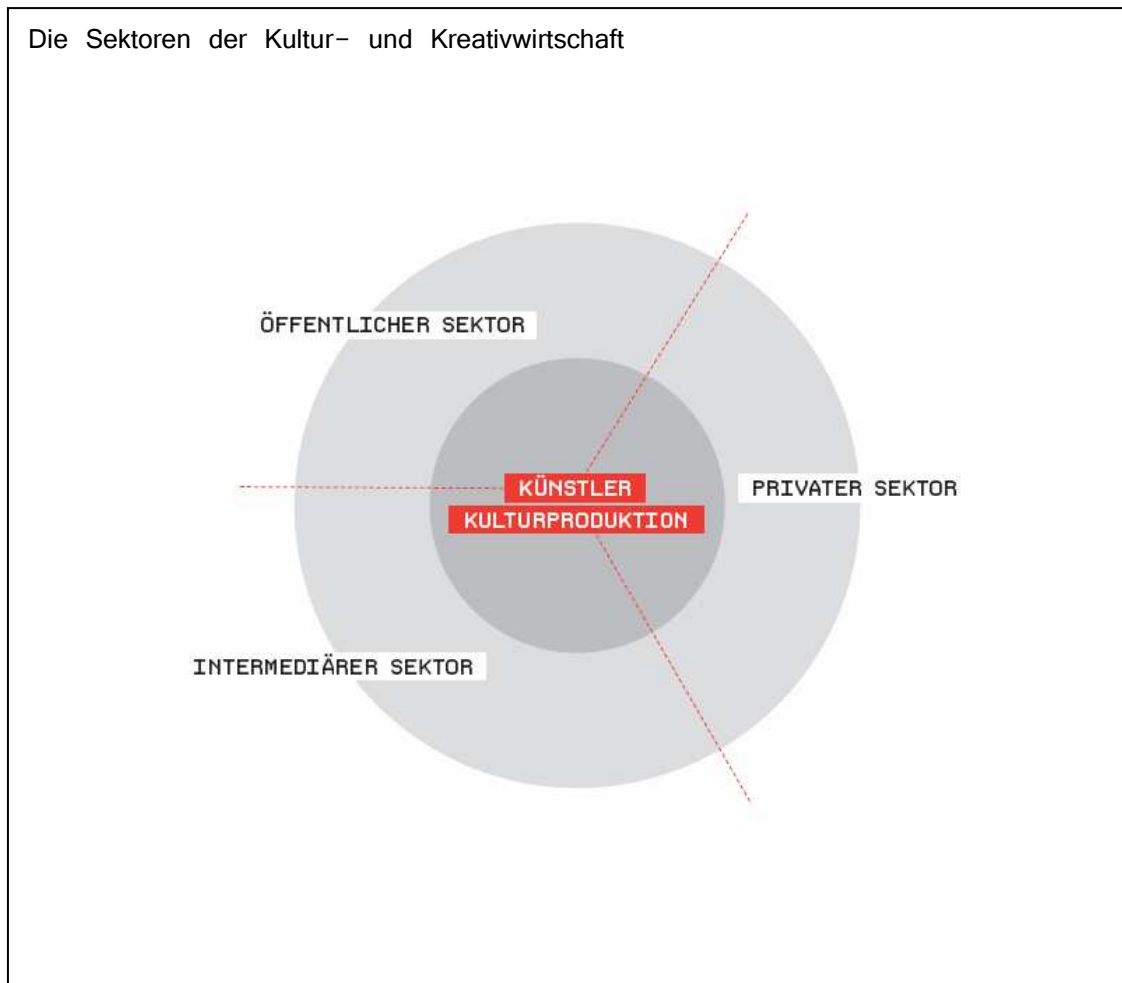 Die Sektoren der Kultur- und Kreativwirtschaft
ÖFFENTLICHER SEKTOR
KÜNSTLER
KULTURPRODUKTION
PRIVATER SEKTOR
INTERMEDIÄRER SEKTOR